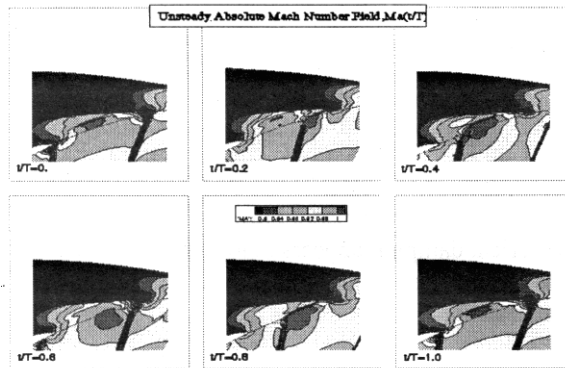 Unsteady Absolute Mach Number Field, Ma(t/T)
t/T=0.
t/T=0.2
t/T=0.4
t/T=0.6
t/T=0.8
t/T=1.0